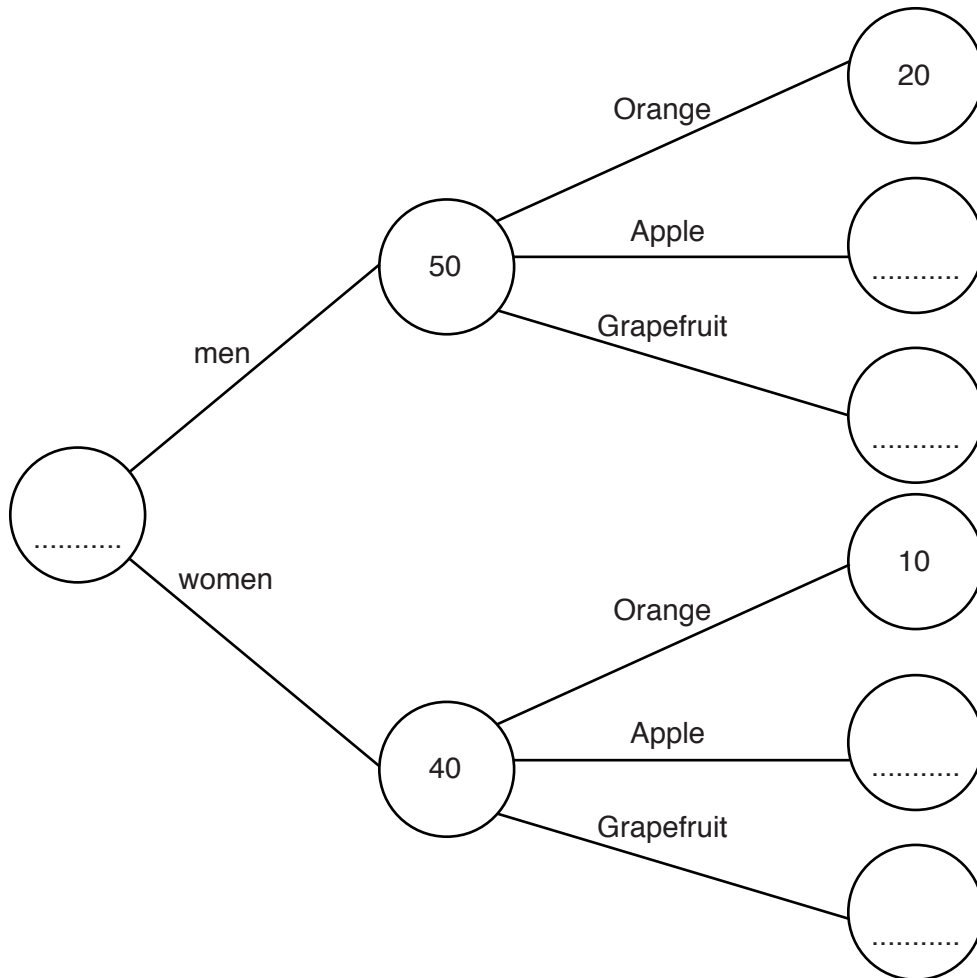 20
Orange
Apple
...........
50
Grapefruit
men
...........
...........
women
10
Orange
Apple
...........
40
Grapefruit
...........